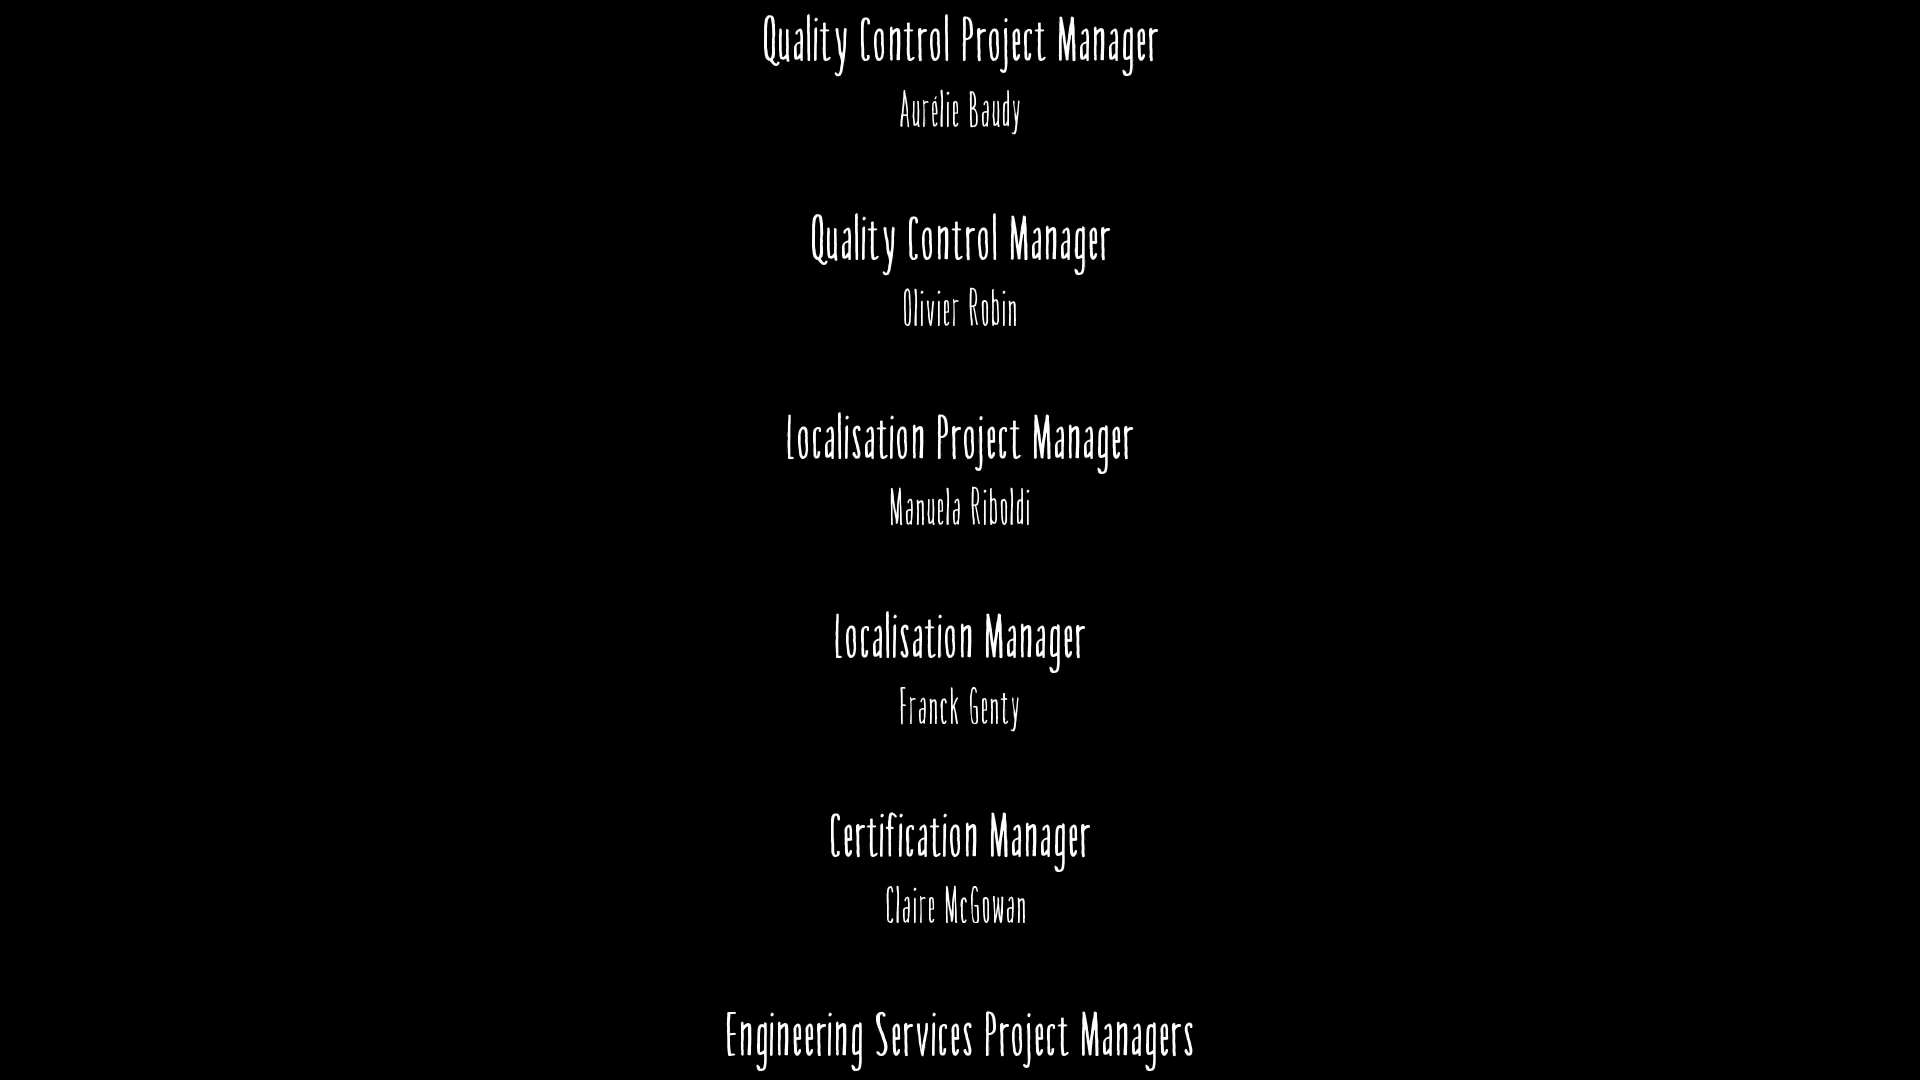 Quality Control Project Manager
Aurélie Baudy
Quality Control Manager
Olivier Robin
Localisation Project Manager
Manuela Riboldi
Localisation Manager
Franck Genty
Certification Manager
Claire McGowan
Engineering Services Project Managers